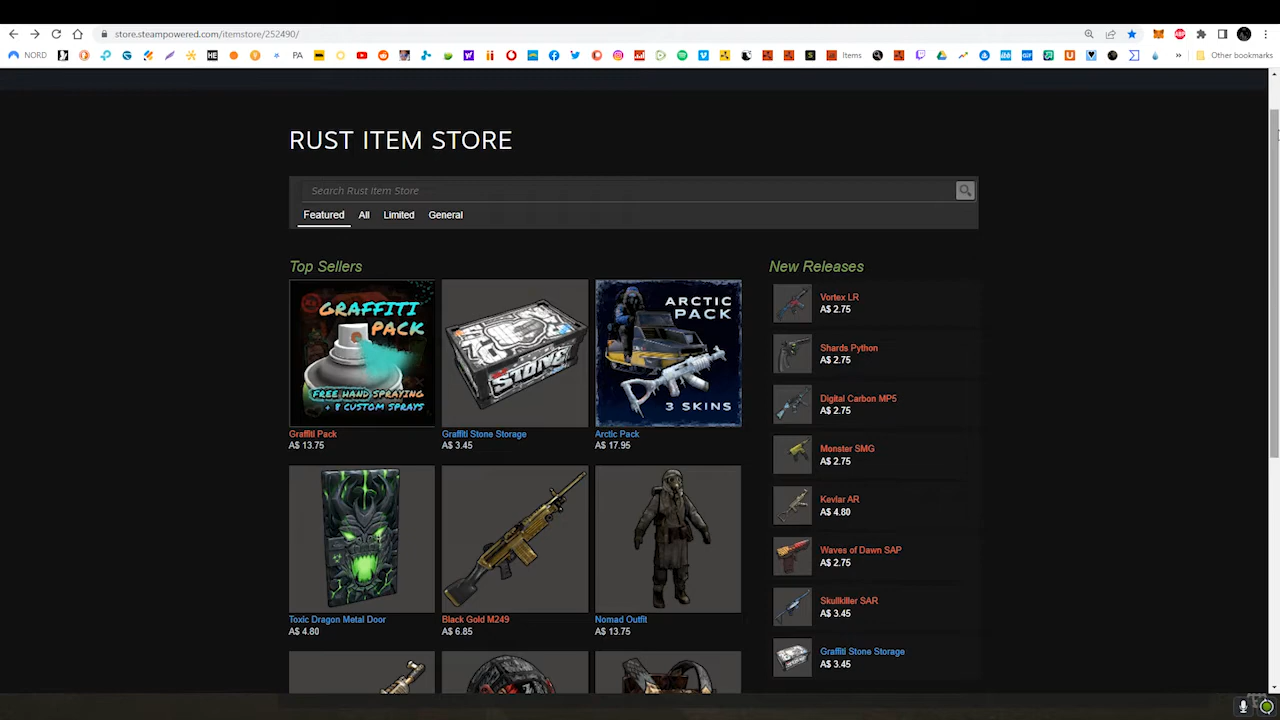 store.steampowered.com/itemstore/252490/
NORD
HE
PA
Items
Other bookmarks
RUST ITEM STORE
Search Rust Item Store
Featured
All
Limited
General
Top Sellers
GRAFFITI
PACK
FREE HAND SPRAYING
+ 8 CUSTOM SPRAYS
Graffiti Pack
A$ 13.75
STONE
Graffiti Stone Storage
A$ 3.45
ARCTIC
PACK
3 SKINS
Arctic Pack
A$ 17.95
Toxic Dragon Metal Door
A$ 4.80
Black Gold M249
A$ 6.85
Nomad Outfit
A$ 13.75
New Releases
Vortex LR
A$ 2.75
Shards Python
A$ 2.75
Digital Carbon MP5
A$ 2.75
Monster SMG
A$ 2.75
Kevlar AR
A$ 4.80
Waves of Dawn SAP
A$ 2.75
Skullkiller SAR
A$ 3.45
Graffiti Stone Storage
A$ 3.45